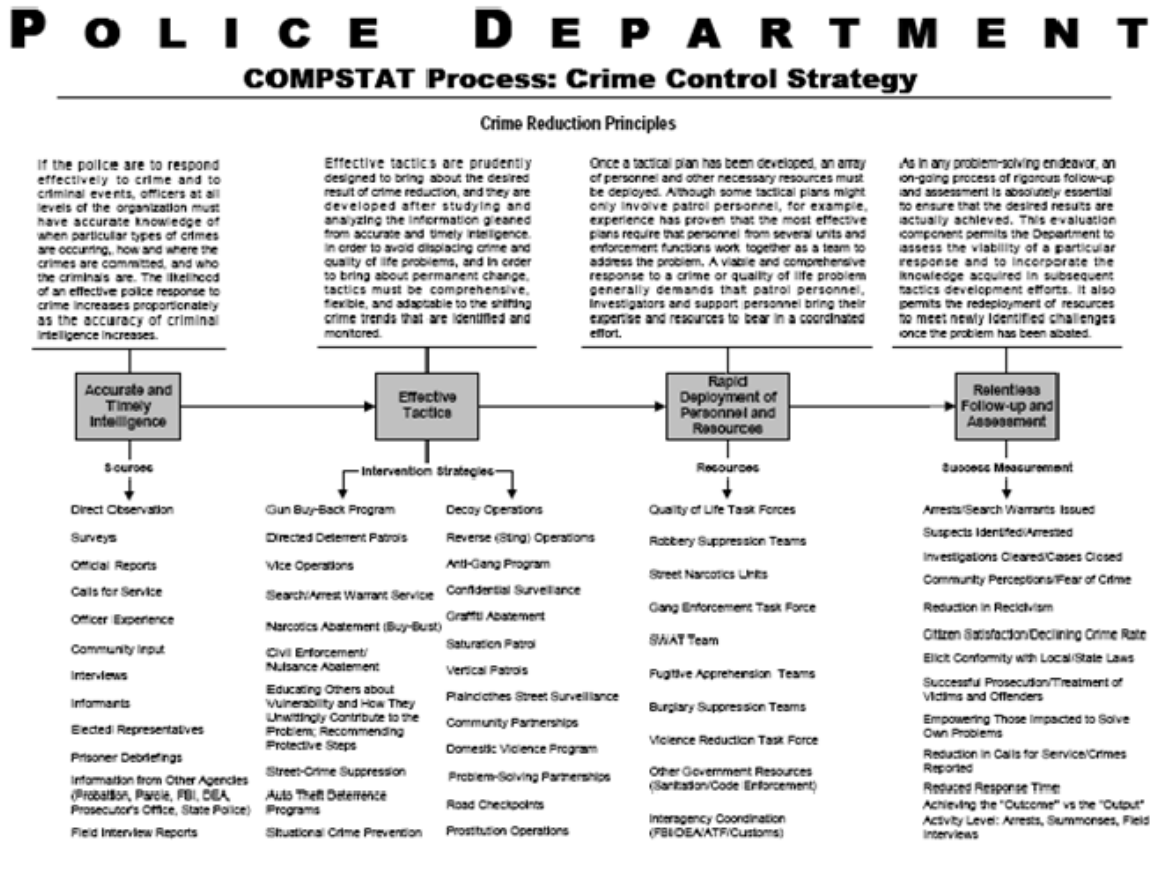 POLICE DEPARTMENT
COMPSTAT Process: Crime Control Strategy
Crime Reduction Principles
If the police are to respond
effectively to crime and to
criminal events, officers at all
levels of the organization must
have accurate knowledge of
when particular types of crimes
are occurring, how and where the
crimes are committed, and who
the criminals are. The likelihood
of an effective police response to
crime increases proportionately
as the accuracy of criminal
intelligence increases.
Effective tactics are prudently
designed to bring about the desired
result of crime reduction, and they are
developed after studying and
analyzing the information gleaned
from accurate and timely intelligence.
In order to avoid displacing crime and
quality of life problems, and in order
to bring about permanent change,
tactics must be comprehensive,
flexible, and adaptable to the shifting
crime trends that are identified and
monitored.
Once a tactical plan has been developed, an array
of personnel and other necessary resources must
be deployed. Although some tactical plans might
only involve patrol personnel, for example,
experience has proven that the most effective
plans require that personnel from several units and
enforcement functions work together as a team to
address the problem. A viable and comprehensive
response to a crime or quality of life problem
generally demands that patrol personnel,
investigators and support personnel bring their
expertise and resources to bear in a coordinated
effort.
As in any problem-solving endeavor, an
on-going process of rigorous follow-up
and assessment is absolutely essential
to ensure that the desired results are
actually achieved. This evaluation
component permits the Department to
assess the viability of a particular
response and to incorporate the
knowledge acquired in subsequent
tactics development efforts. It also
permits the redeployment of resources
to meet newly identified challenges
once the problem has been abated.
Accurate and
Timely
Intelligence
Effective
Tactics
Rapid
Deployment of
Personnel and
Resources
Relentless
Follow-up and
Assessment
Sources
Direct Observation
Surveys
Official Reports
Calls for Service
Officer Experience
Community Input
Interviews
Informants
Elected Representatives
Prisoner Debriefings
Information from Other Agencies
(Probation, Parole, FBI, DEA,
Prosecutor's Office, State Police)
Field Interview Reports
Intervention Strategies
Gun Buy-Back Program
Directed Deterrent Patrols
Vice Operations
Search/Arrest Warrant Service
Narcotics Abatement (Buy-Bust)
Civil Enforcement/
Nuisance Abatement
Educating Others about
Vulnerability and How They
Unwittingly Contribute to the
Problem; Recommending
Protective Steps
Street-Crime Suppression
Auto Theft Deterrence
Programs
Situational Crime Prevention
Decoy Operations
Reverse (Sting) Operations
Anti-Gang Program
Confidential Surveillance
Graffiti Abatement
Saturation Patrol
Vertical Patrols
Plainclothes Street Surveillance
Community Partnerships
Domestic Violence Program
Problem-Solving Partnerships
Road Checkpoints
Prostitution Operations
Resources
Quality of Life Task Forces
Robbery Suppression Teams
Street Narcotics Units
Gang Enforcement Task Force
SWAT Team
Fugitive Apprehension Teams
Burglary Suppression Teams
Violence Reduction Task Force
Other Government Resources
(Sanitation/Code Enforcement)
Interagency Coordination
(FBI/DEA/ATF/Customs)
Success Measurement
Arrests/Search Warrants Issued
Suspects Identifed/Arrested
Investigations Cleared/Cases Closed
Community Perceptions/Fear of Crime
Reduction in Recidivism
Citizen Satisfaction/Declining Crime Rate
Elicit Conformity with Local/State Laws
Successful Prosecution/Treatment of
Victims and Offenders
Empowering Those Impacted to Solve
Own Problems
Reduction in Calls for Service/Crimes
Reported
Reduced Response Time
Achieving the "Outcome" vs the "Output"
Activity Level: Arrests, Summonses, Field
Interviews